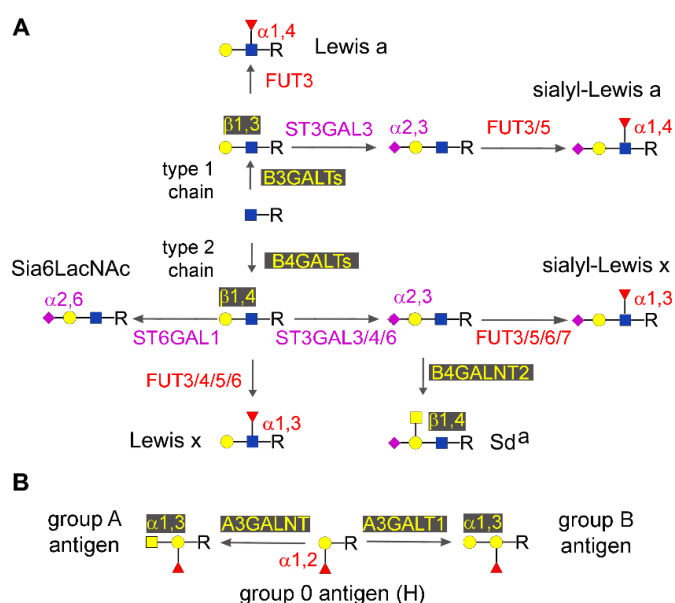 A
α1,4
Lewis a
FUT3
sialyl-Lewis a
β1,3
ST3GAL3
α2,3
FUT3/5
α1,4
R
R
R
R
type 1
chain
B3GALTs
R
type 2
chain
B4GALTs
Sia6LacNAc
sialyl-Lewis x
α2,6
β1,4
α2,3
α1,3
R
R
R
R
ST6GAL1
ST3GAL3/4/6
FUT3/5/6/7
FUT3/4/5/6
B4GALNT2
α1,3
β1,4
Lewis x
R
R
Sda
B
group A
antigen
α1,3
R
A3GALNT
α1,2
R
A3GALT1
α1,3
R
group B
antigen
group 0 antigen (H)